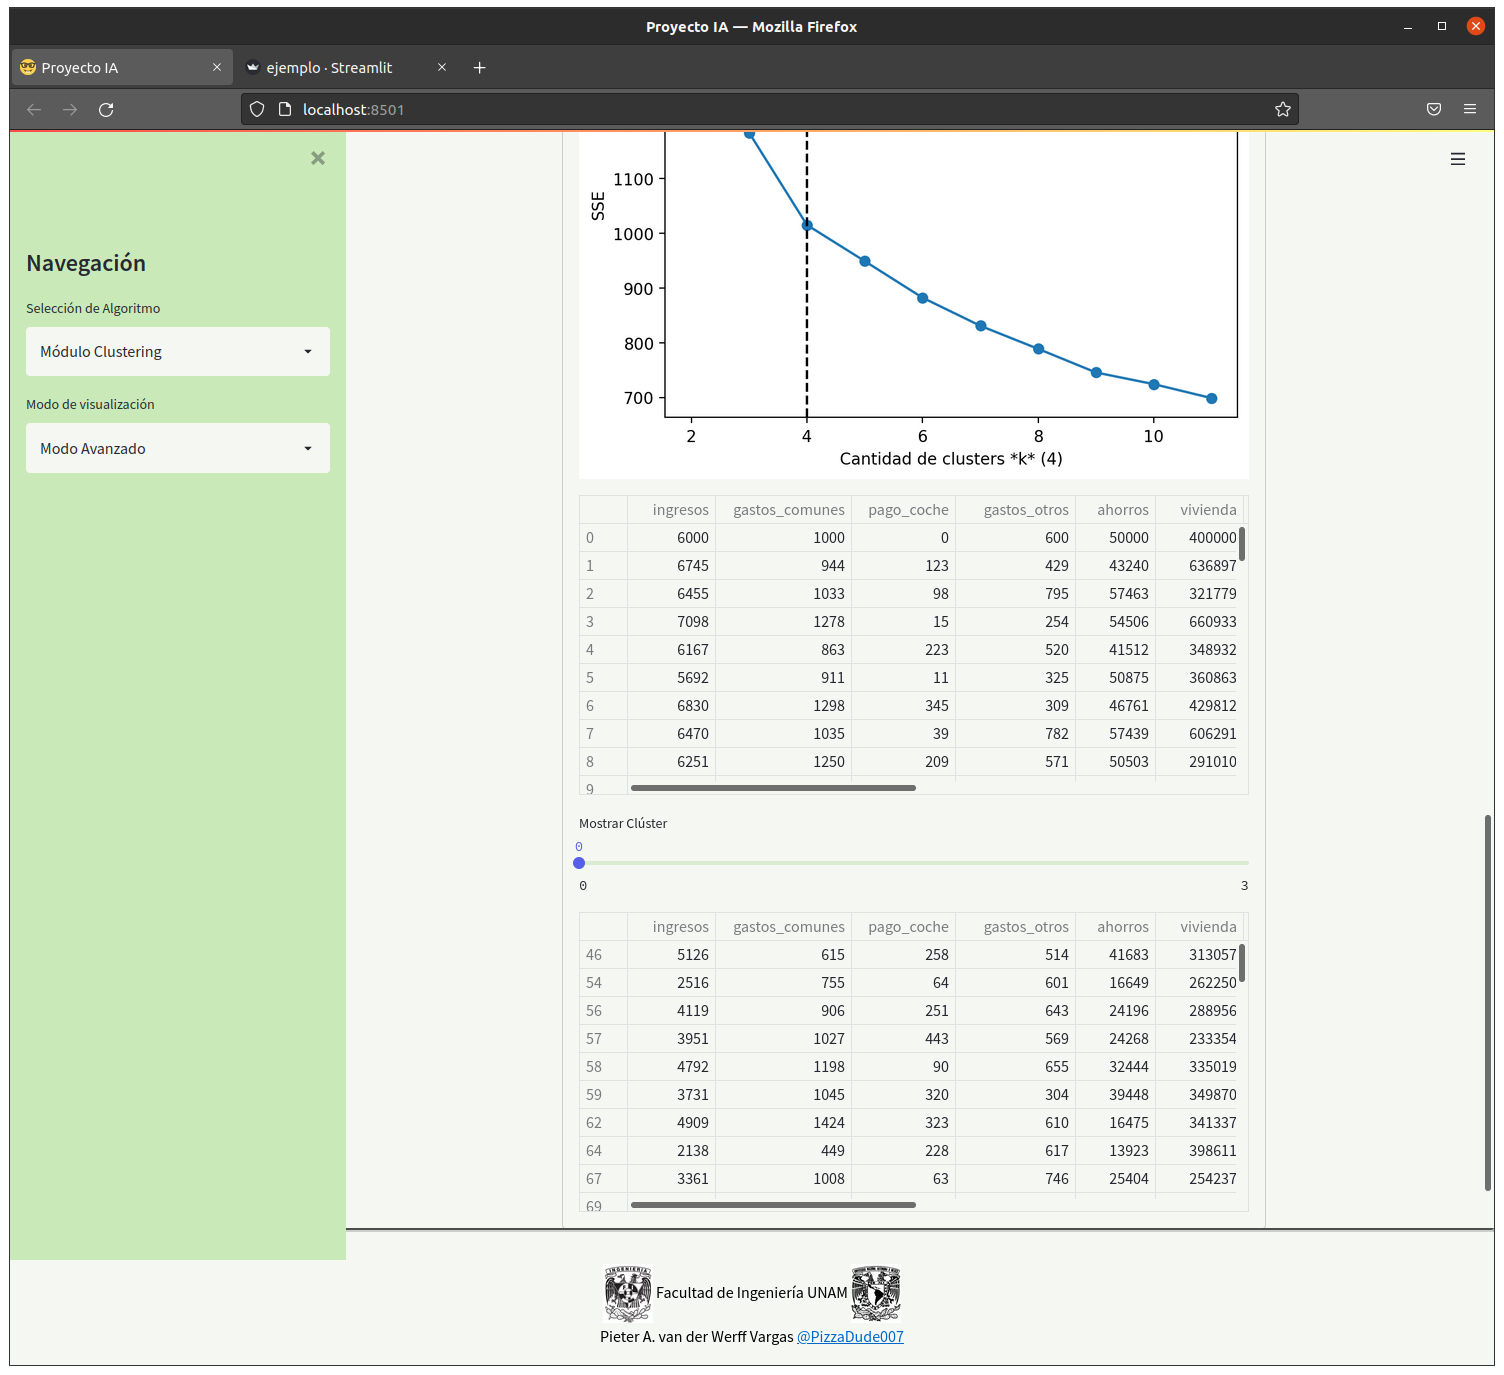 Proyecto IA — Mozilla Firefox
Proyecto IA
ejemplo · Streamlit
localhost:8501
Navegación
Selección de Algoritmo
Módulo Clustering
Modo de visualización
Modo Avanzado
SSE
1100
1000
900
800
700
2 4 6 8 10
Cantidad de clusters *k* (4)
ingresos gastos_comunes pago_coche gastos_otros ahorros vivienda
0 6000 1000 0 600 50000 400000
1 6745 944 123 429 43240 636897
2 6455 1033 98 795 57463 321779
3 7098 1278 15 254 54506 660933
4 6167 863 223 520 41512 348932
5 5692 911 11 325 50875 360863
6 6830 1298 345 309 46761 429812
7 6470 1035 39 782 57439 606291
8 6251 1250 209 571 50503 291010
9
Mostrar Clúster
0
0 3
ingresos gastos_comunes pago_coche gastos_otros ahorros vivienda
46 5126 615 258 514 41683 313057
54 2516 755 64 601 16649 262250
56 4119 906 251 643 24196 288956
57 3951 1027 443 569 24268 233354
58 4792 1198 90 655 32444 335019
59 3731 1045 320 304 39448 349870
62 4909 1424 323 610 16475 341337
64 2138 449 228 617 13923 398611
67 3361 1008 63 746 25404 254237
69
INGENIERIA
Facultad de Ingeniería UNAM
Pieter A. van der Werff Vargas @PizzaDude007